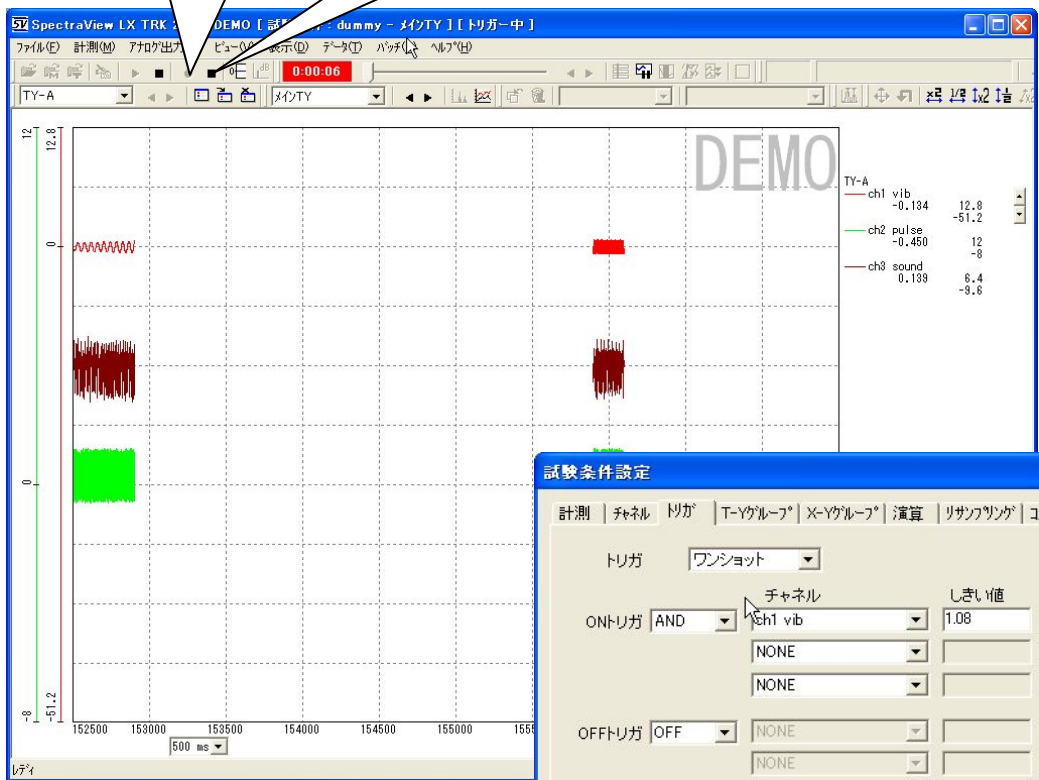 SpectraView LX TRK 2 DEMO [ 試 : dummy - メインTY ] [ トリガー中 ]
ファイル(F) 計測(M) アナログ出力 ビュー(V) 表示(D) データ(T) バッチ( ヘルプ(H)
0:00:06
TY-A メインTY
DEMO
12 12.8
0
0
-8 -51.2
TY-A
ch1 vib
-0.134 12.8
-51.2
ch2 pulse
-0.450 12
-8
ch3 sound
0.139 6.4
-9.6
152500 153000 153500 154000 154500 155000 1555
500 ms
レディ
試験条件設定
計測 チャネル トリガ T-Yグループ X-Yグループ 演算 リサンプリング コ
トリガ ワンショット
チャネル しきい値
ONトリガ AND ch1 vib 1.08
NONE
NONE
OFFトリガ OFF NONE
NONE